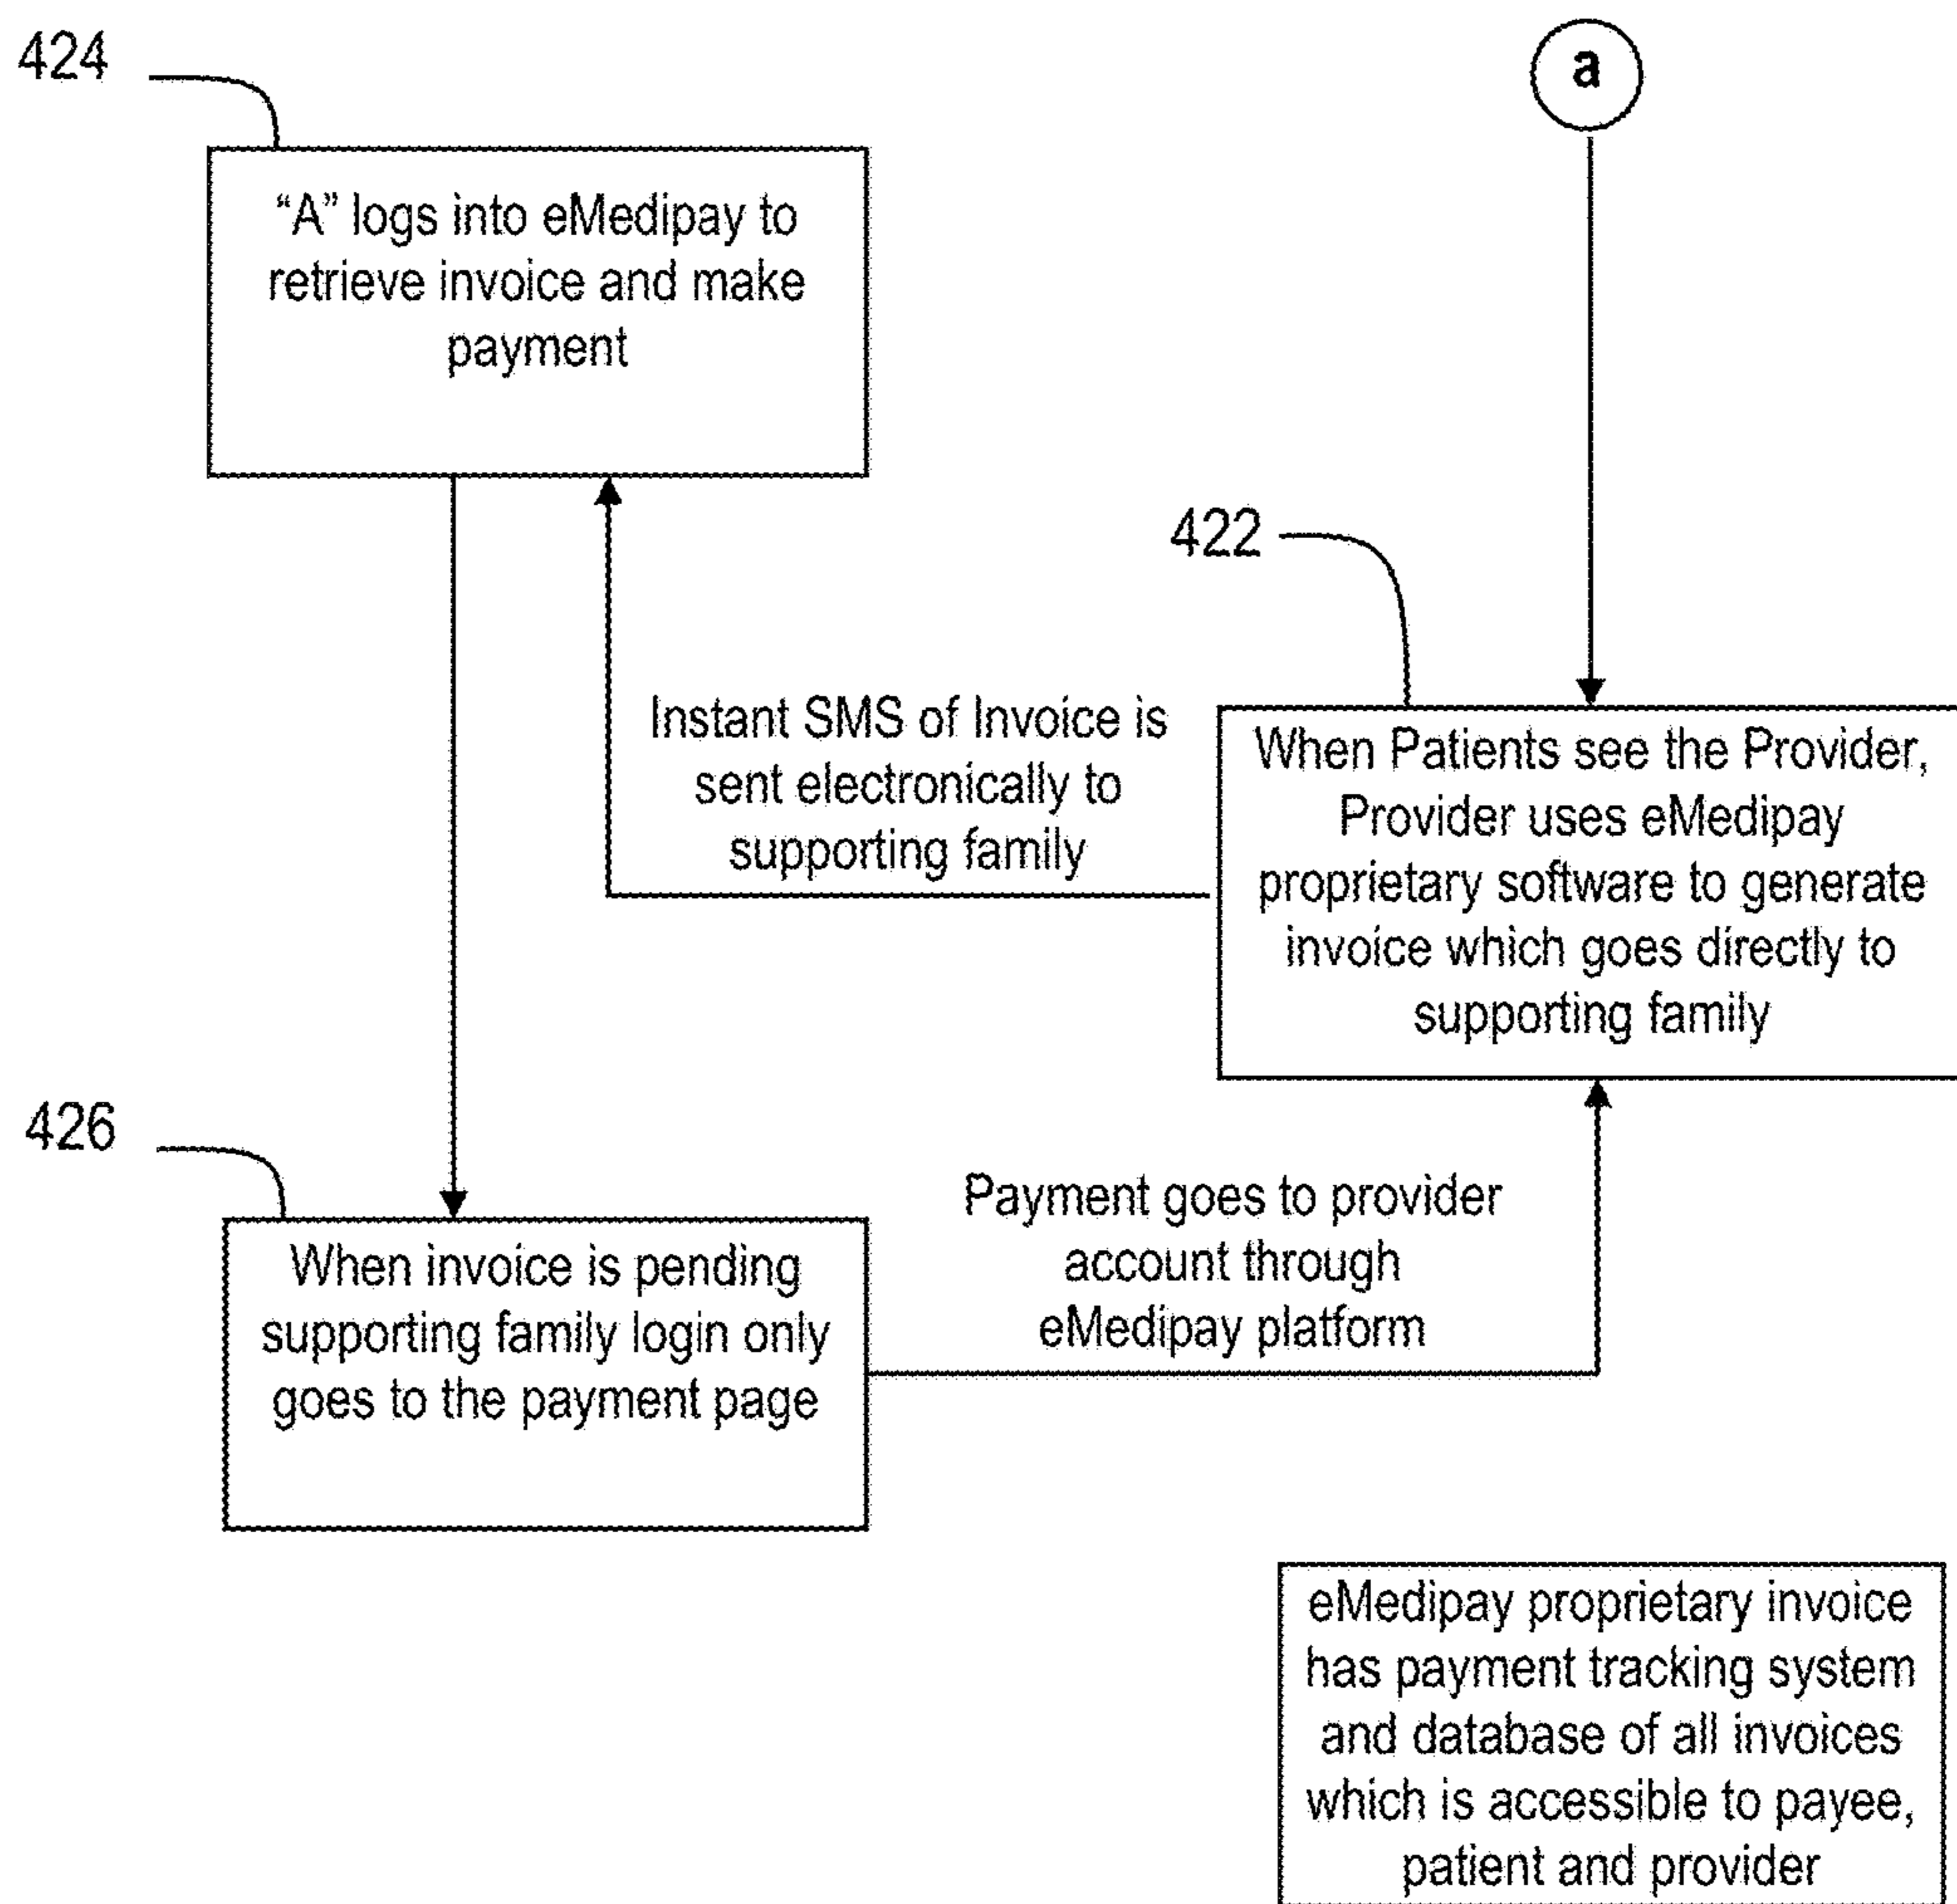 424
a
“A” logs into eMedipay to
retrieve invoice and make
payment
422
Instant SMS of Invoice is
sent electronically to
supporting family
When Patients see the Provider,
Provider uses eMedipay
proprietary software to generate
invoice which goes directly to
supporting family
426
Payment goes to provider
account through
eMedipay platform
When invoice is pending
supporting family login only
goes to the payment page
eMedipay proprietary invoice
has payment tracking system
and database of all invoices
which is accessible to payee,
patient and provider